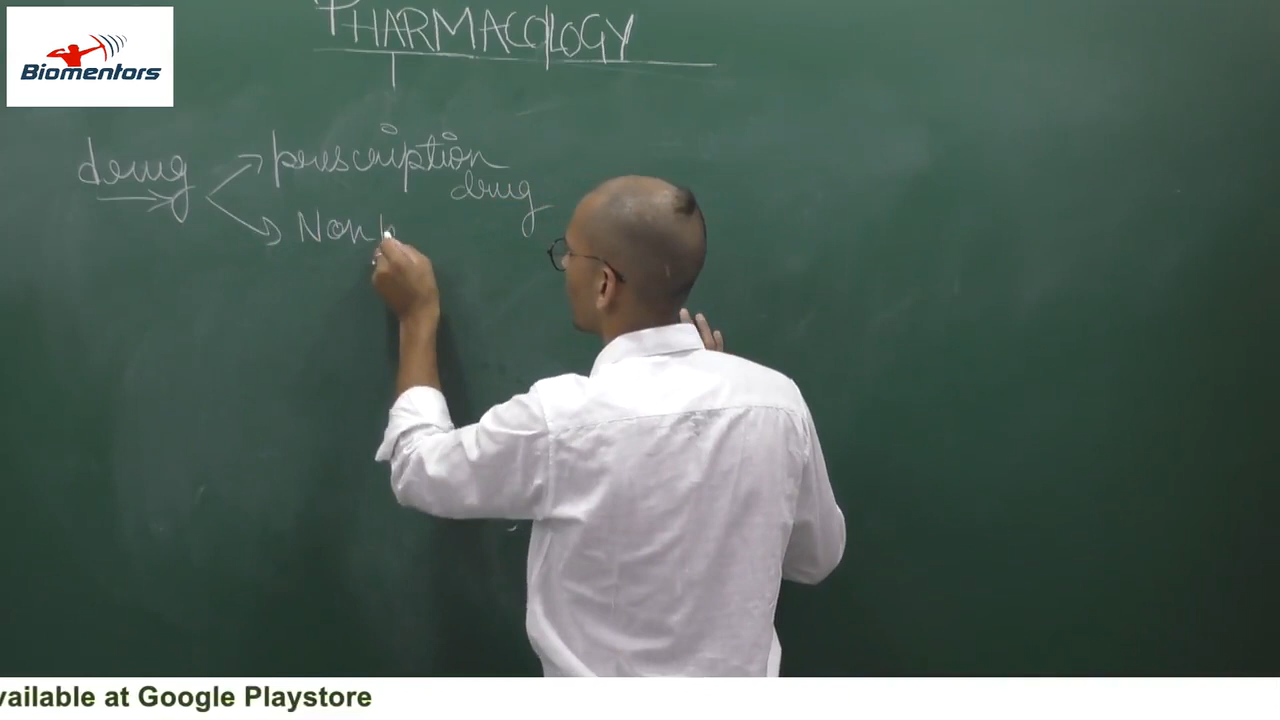 PHARMACOLOGY
Biomentors
drug
prescription
drug
Non p
vailable at Google Playstore